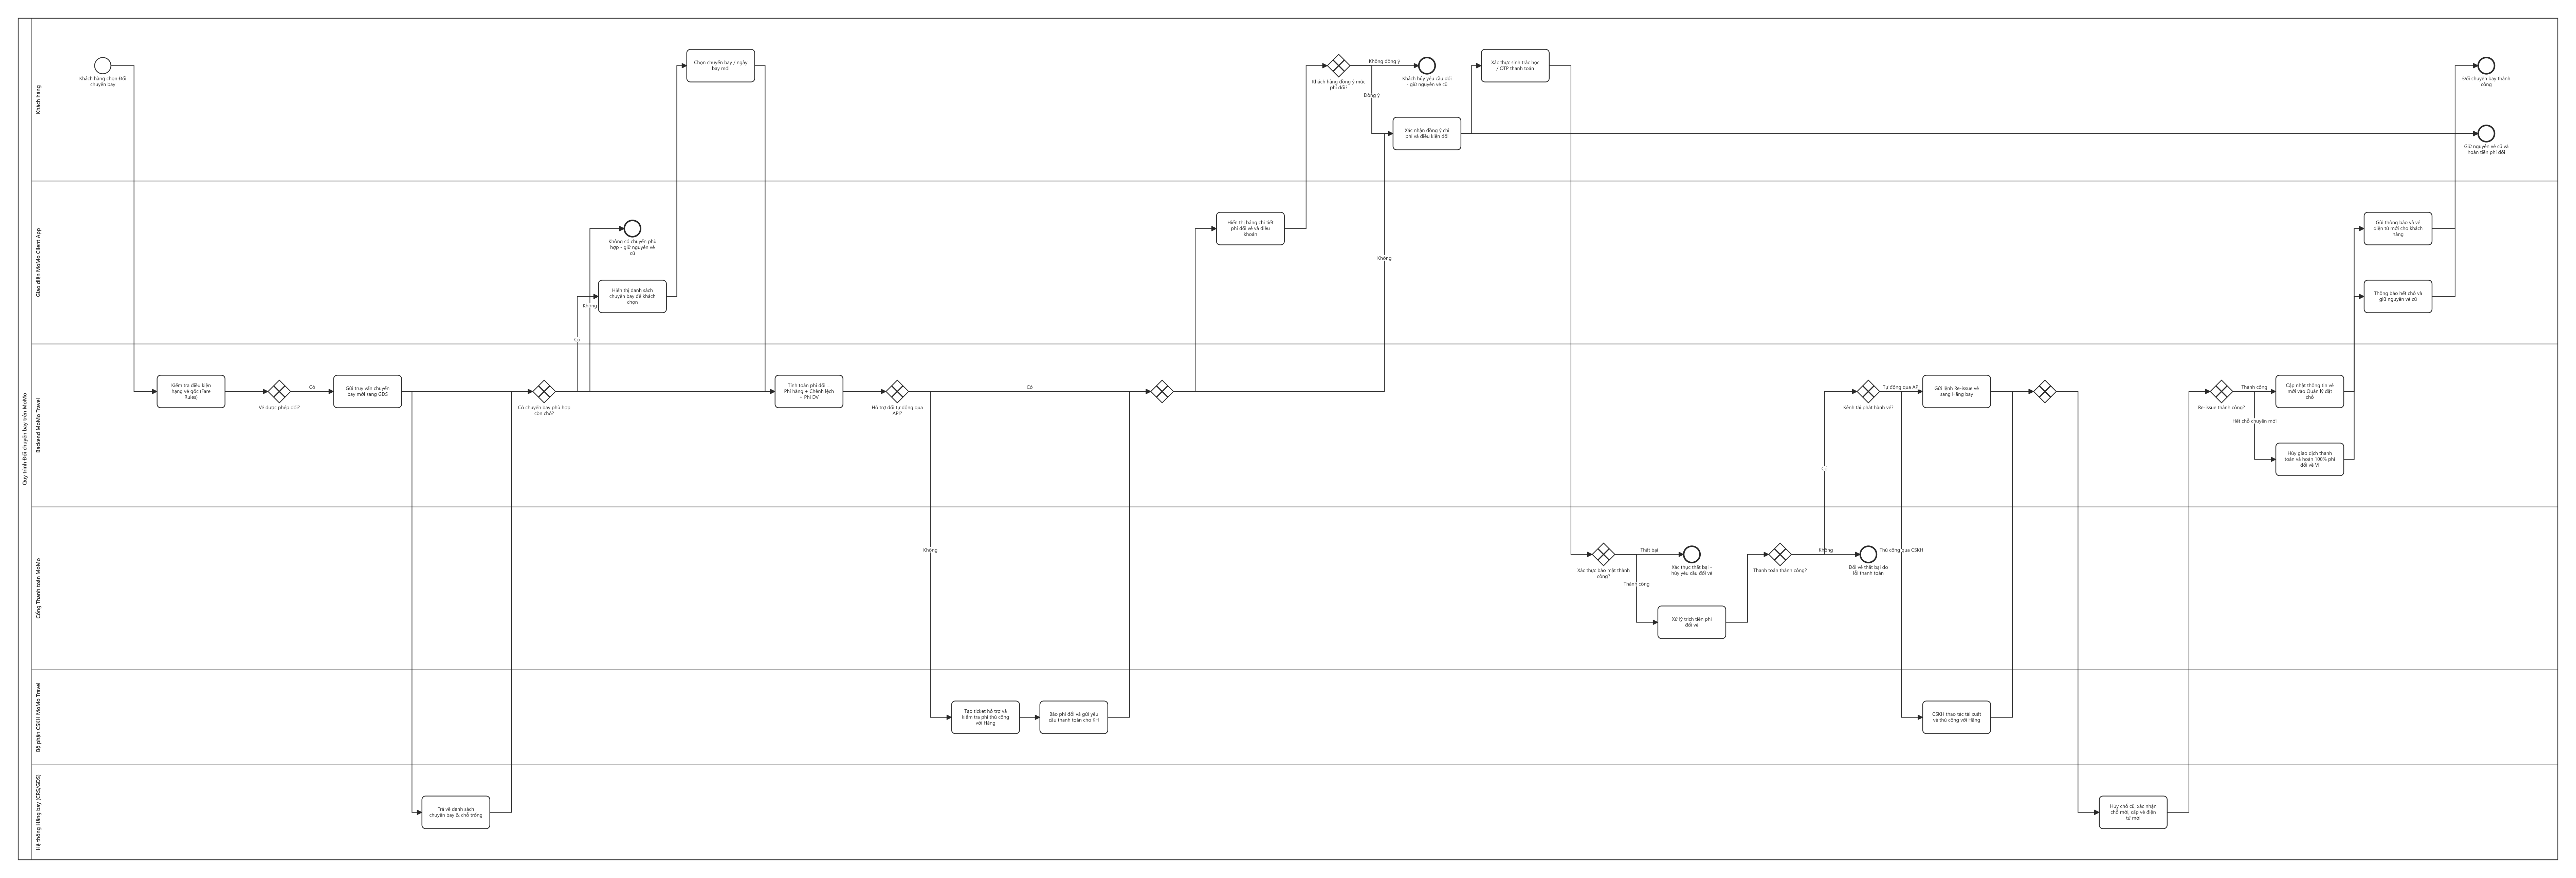 Quy trình Đổi chuyến bay trên MoMo
Khách hàng
Khách hàng chọn Đổi
chuyến bay
Chọn chuyến bay / ngày
bay mới
Khách hàng đồng ý mức
phí đổi?
Không đồng ý
Đồng ý
Khách hủy yêu cầu đổi
- giữ nguyên vé cũ
Xác nhận đồng ý chi
phí và điều kiện đổi
Xác thực sinh trắc học
/ OTP thanh toán
Đổi chuyến bay thành
công
Giữ nguyên vé cũ và
hoàn tiền phí đổi
Giao diện MoMo Client App
Không có chuyến phù
hợp - giữ nguyên vé
cũ
Hiển thị danh sách
chuyến bay để khách
chọn
Không
Có
Hiển thị bảng chi tiết
phí đổi vé và điều
khoản
Không
Gửi thông báo và vé
điện tử mới cho khách
hàng
Thông báo hết chỗ và
giữ nguyên vé cũ
Backend MoMo Travel
Kiểm tra điều kiện
hạng vé gốc (Fare
Rules)
Vé được phép đổi?
Có
Gửi truy vấn chuyến
bay mới sang GDS
Có chuyến bay phù hợp
còn chỗ?
Tính toán phí đổi =
Phí hãng + Chênh lệch
+ Phí DV
Hỗ trợ đổi tự động qua
API?
Có
Kênh tái phát hành vé?
Tự động qua API
Gửi lệnh Re-issue vé
sang Hãng bay
Re-issue thành công?
Thành công
Hết chỗ chuyến mới
Cập nhật thông tin vé
mới vào Quản lý đặt
chỗ
Hủy giao dịch thanh
toán và hoàn 100% phí
đổi về Ví
Có
Cổng Thanh toán MoMo
Không
Xác thực bảo mật thành
công?
Thất bại
Thành công
Xác thực thất bại -
hủy yêu cầu đổi vé
Xử lý trích tiền phí
đổi vé
Thanh toán thành công?
Không
Đổi vé thất bại do
lỗi thanh toán
Thủ công qua CSKH
Bộ phận CSKH MoMo Travel
Tạo ticket hỗ trợ và
kiểm tra phí thủ công
với Hãng
Báo phí đổi và gửi yêu
cầu thanh toán cho KH
CSKH thao tác tái xuất
vé thủ công với Hãng
Hệ thống Hãng bay (CRS/GDS)
Trả về danh sách
chuyến bay & chỗ trống
Hủy chỗ cũ, xác nhận
chỗ mới, cấp vé điện
tử mới